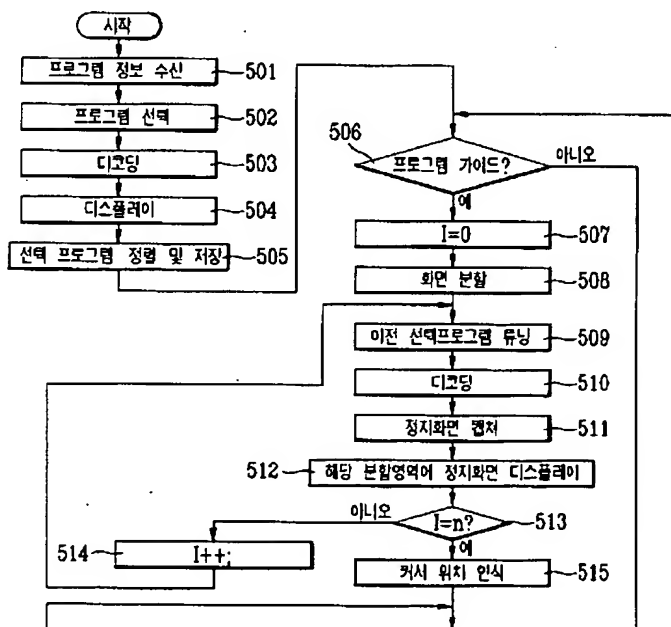 시작
프로그램 정보 수신
501
프로그램 선택
502
디코딩
503
디스플레이
504
선택 프로그램 정렬 및 저장
505
506
프로그램 가이드?
아니오
예
I=0
507
화면 분할
508
이전 선택프로그램 튜닝
509
디코딩
510
정지화면 캡처
511
512
해당 분할영역에 정지화면 디스플레이
아니오
I=n?
513
예
514
I++;
커서 위치 인식
515